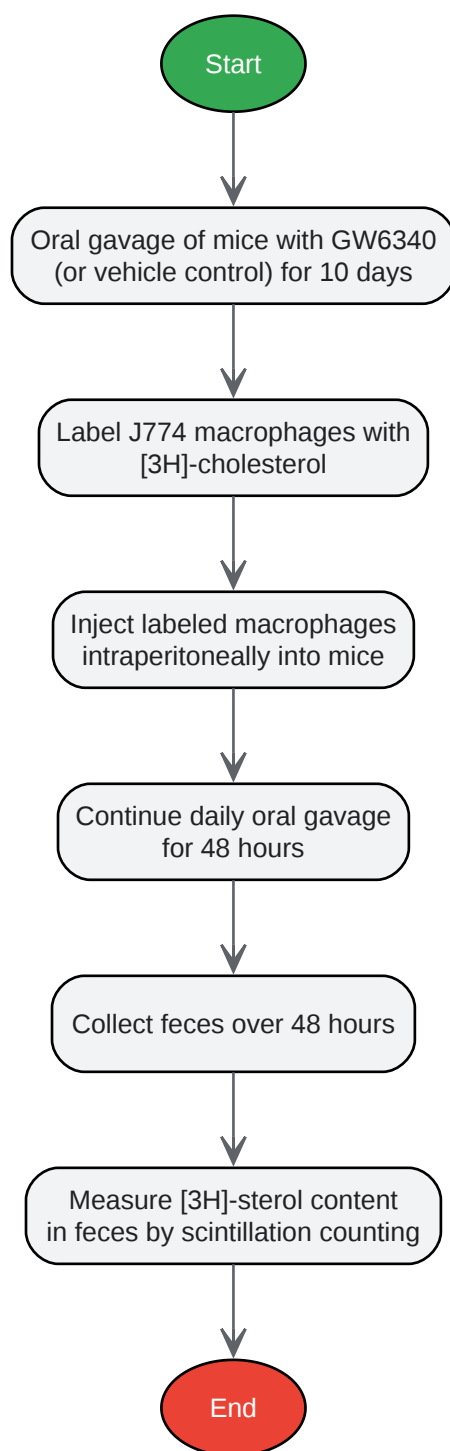 Start
Oral gavage of mice with GW6340
(or vehicle control) for 10 days
Label J774 macrophages with
[3H]-cholesterol
Inject labeled macrophages
intraperitoneally into mice
Continue daily oral gavage
for 48 hours
Collect feces over 48 hours
Measure [3H]-sterol content
in feces by scintillation counting
End